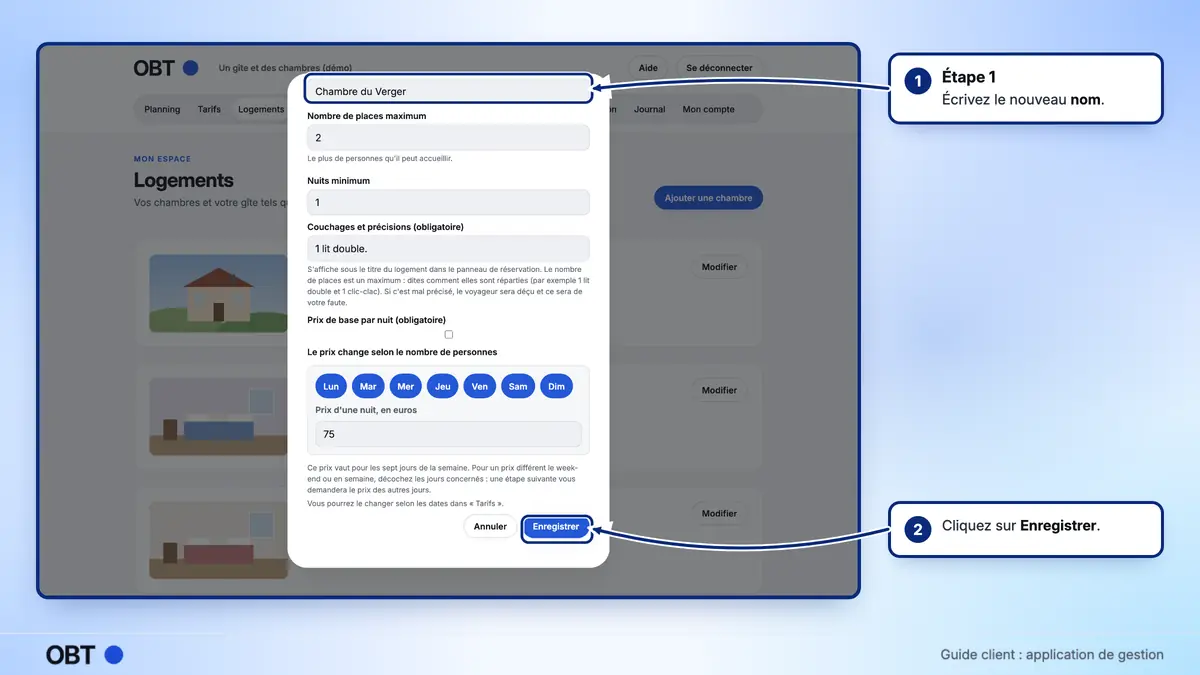 OBT
Un gîte et des chambres (démo)
Aide
Se déconnecter
Planning
Tarifs
Logements
Journal
Mon compte
MON ESPACE
Logements
Vos chambres et votre gîte tels
Ajouter une chambre
Modifier
Modifier
Modifier
Chambre du Verger
Nombre de places maximum
2
Le plus de personnes qu'il peut accueillir.
Nuits minimum
1
Couchages et précisions (obligatoire)
1 lit double.
S'affiche sous le titre du logement dans le panneau de réservation. Le nombre
de places est un maximum : dites comment elles sont réparties (par exemple 1 lit
double et 1 clic-clac). Si c'est mal précisé, le voyageur sera déçu et ce sera de
votre faute.
Prix de base par nuit (obligatoire)
Le prix change selon le nombre de personnes
Lun Mar Mer Jeu Ven Sam Dim
Prix d'une nuit, en euros
75
Ce prix vaut pour les sept jours de la semaine. Pour un prix différent le week-
end ou en semaine, décochez les jours concernés : une étape suivante vous
demandera le prix des autres jours.
Vous pourrez le changer selon les dates dans « Tarifs ».
Annuler
Enregistrer
1
Étape 1
Écrivez le nouveau nom.
2
Cliquez sur Enregistrer.
OBT
Guide client : application de gestion